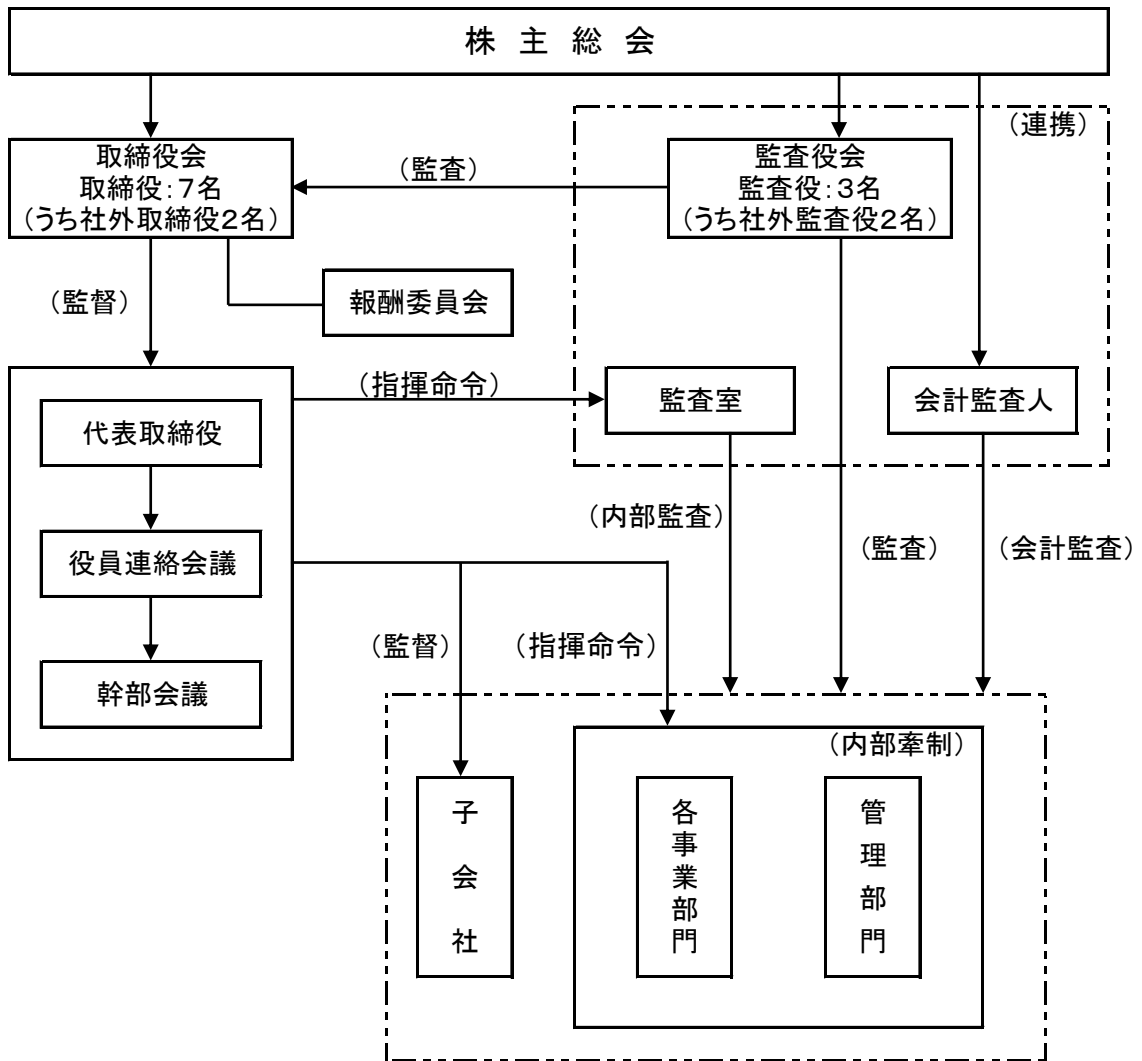 株主総会
(連携)
取締役会
取締役:7名
(うち社外取締役2名)
(監査)
監査役会
監査役:3名
(うち社外監査役2名)
(監督)
報酬委員会
(指揮命令)
監査室
会計監査人
代表取締役
(内部監査)
(監査)
(会計監査)
役員連絡会議
(監督)
(指揮命令)
幹部会議
(内部牽制)
子会社
各事業部門
管理部門